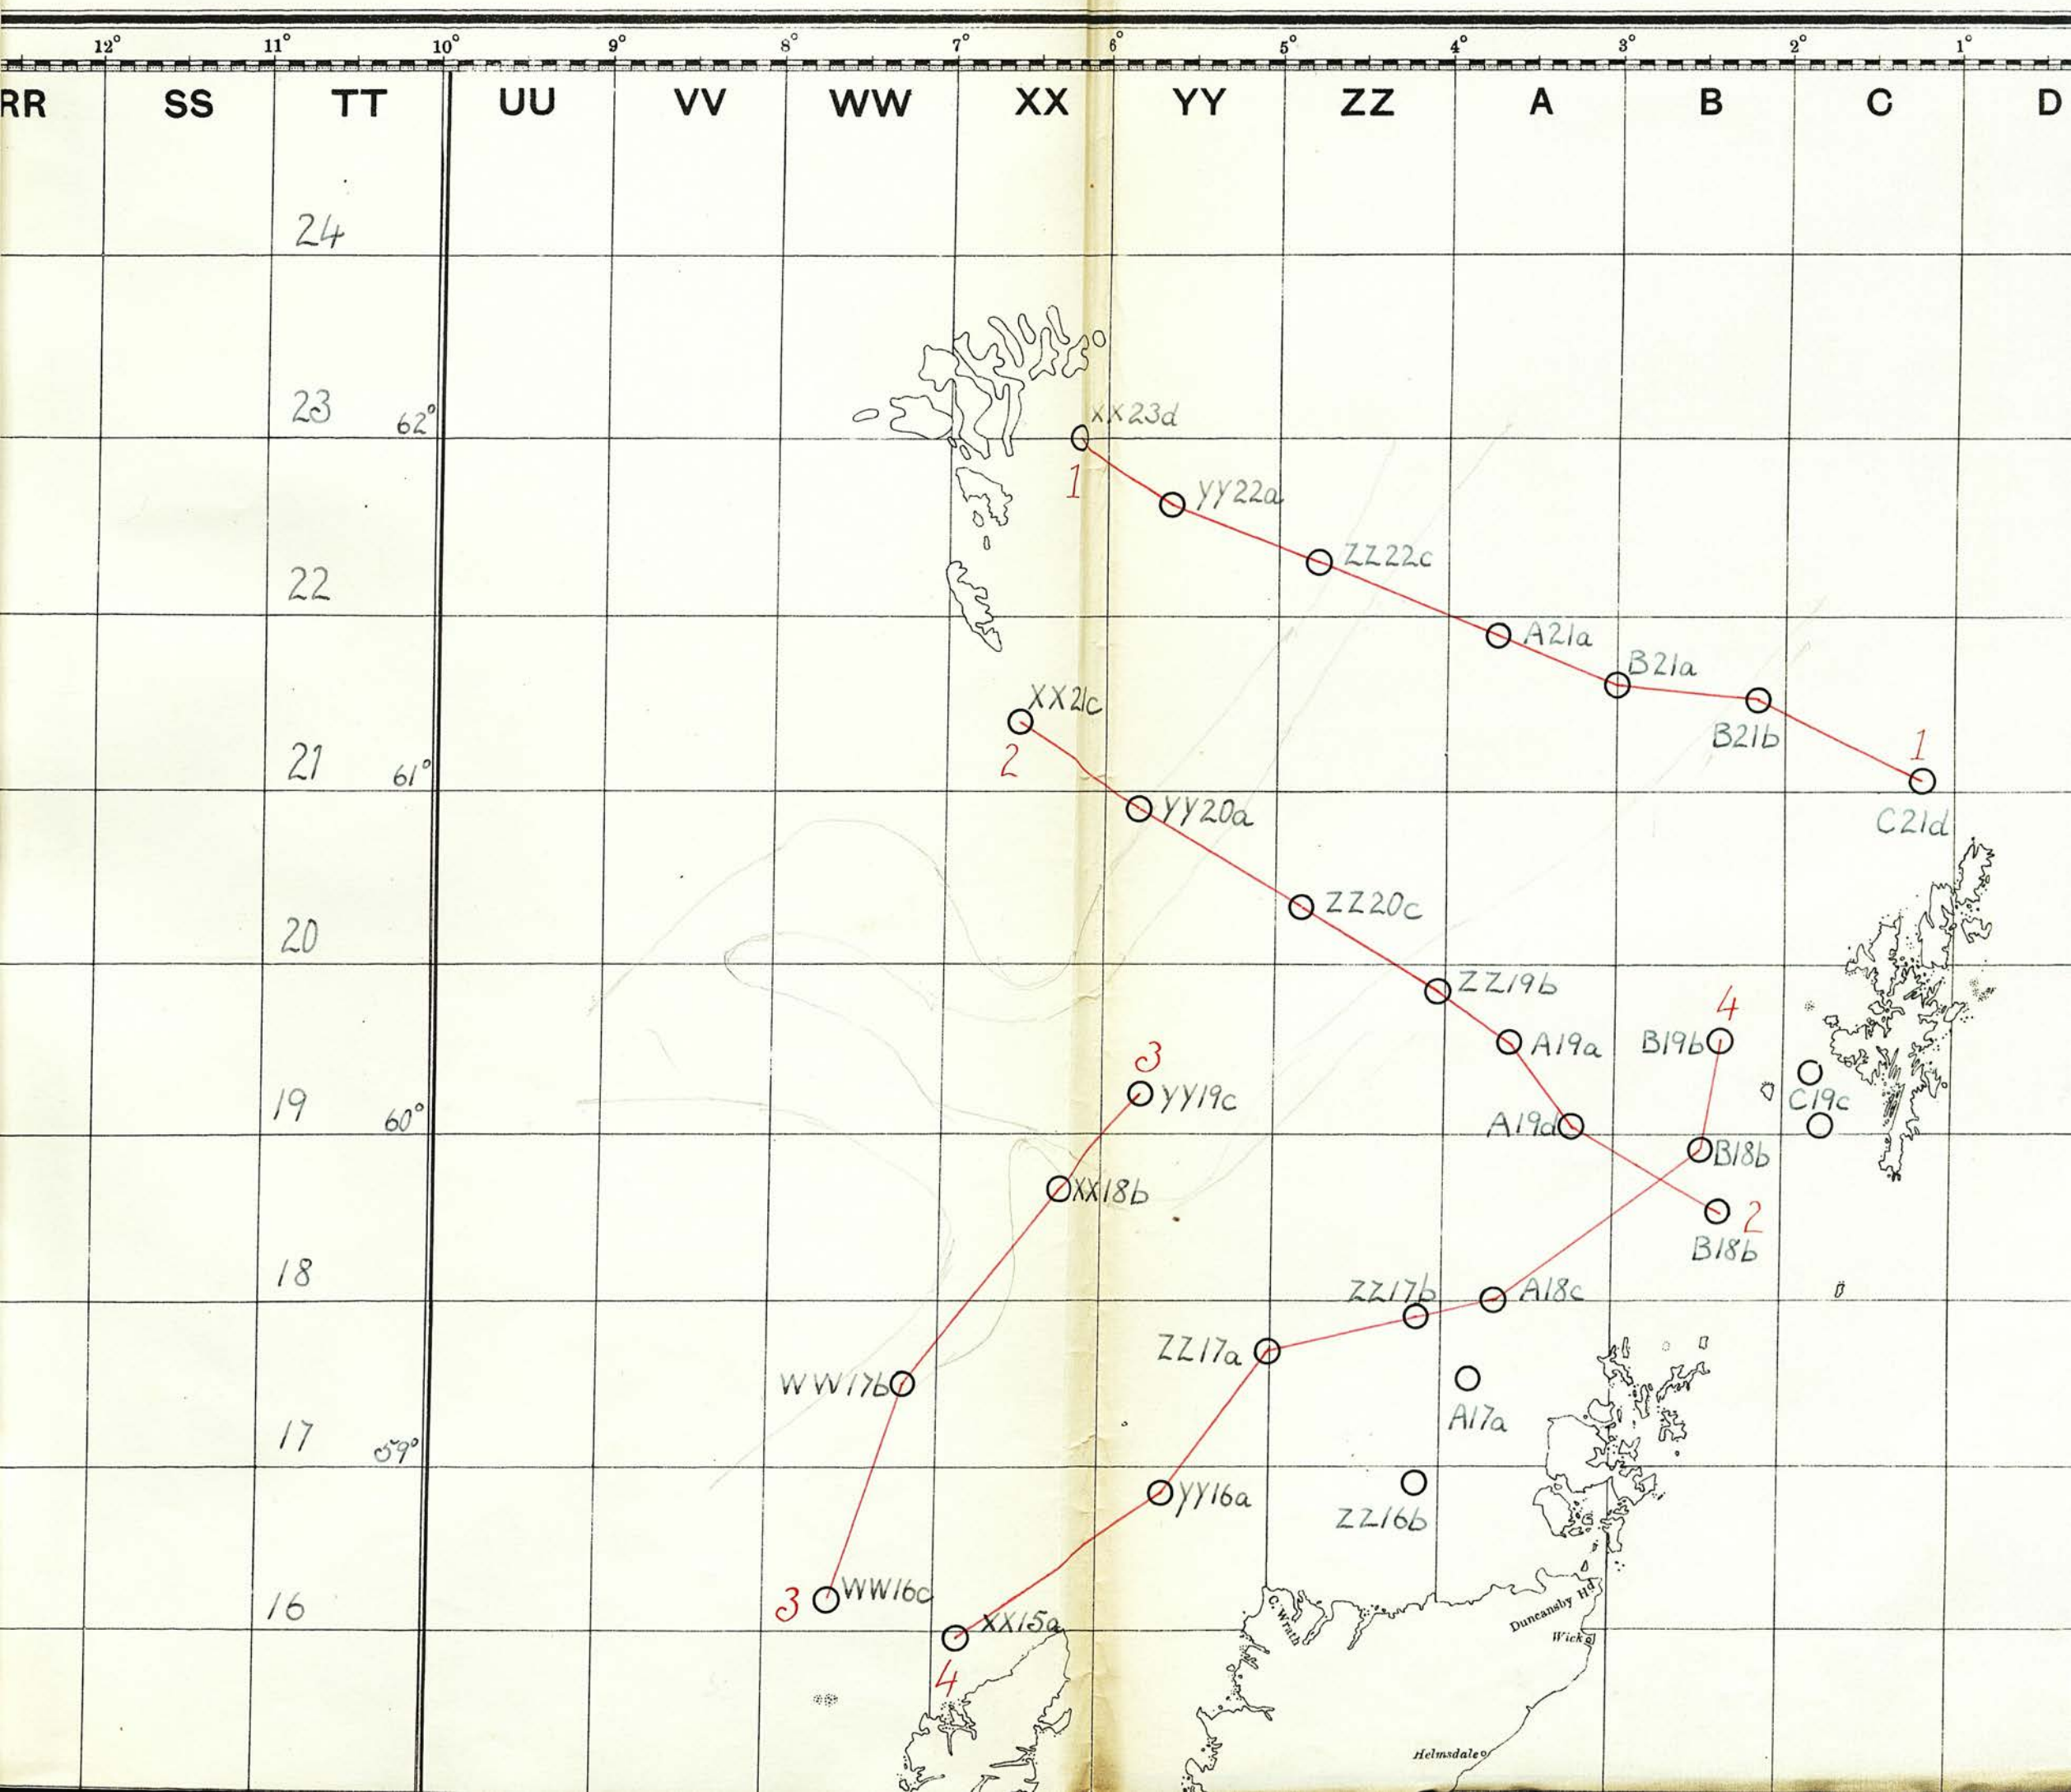 12° 11° 10° 9° 8° 7° 6° 5° 4° 3° 2° 1°
RR SS TT UU VV WW XX YY ZZ A B C D
24
23 62°
XX23d
1
YY22a
ZZ22c
22
A21a
B21a
XX21c
B21b
1
2
21 61°
YY20a
C21d
ZZ20c
20
ZZ19b
4
A19a
B19b
3
YY19c
C19c
19 60°
A19d
B18b
XX18b
2
B18b
18
ZZ17b
A18c
ZZ17a
WW17b
A17a
17 59°
YY16a
ZZ16b
3
WW16c
16
C. Wrath
Duncansby Hd
XX15a
Wick
4
Helmsdale